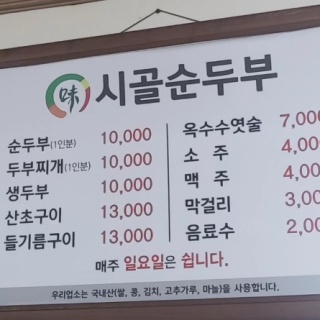 味 시골순두부
순두부(1인분) 10,000
두부찌개(1인분) 10,000
생두부 10,000
산초구이 13,000
들기름구이 13,000
옥수수엿술 7,000
소 주 4,000
맥 주 4,000
막걸리 3,000
음료수 2,000
매주 일요일은 쉽니다.
우리업소는 국내산(쌀, 콩, 김치, 고추가루, 마늘)을 사용합니다.